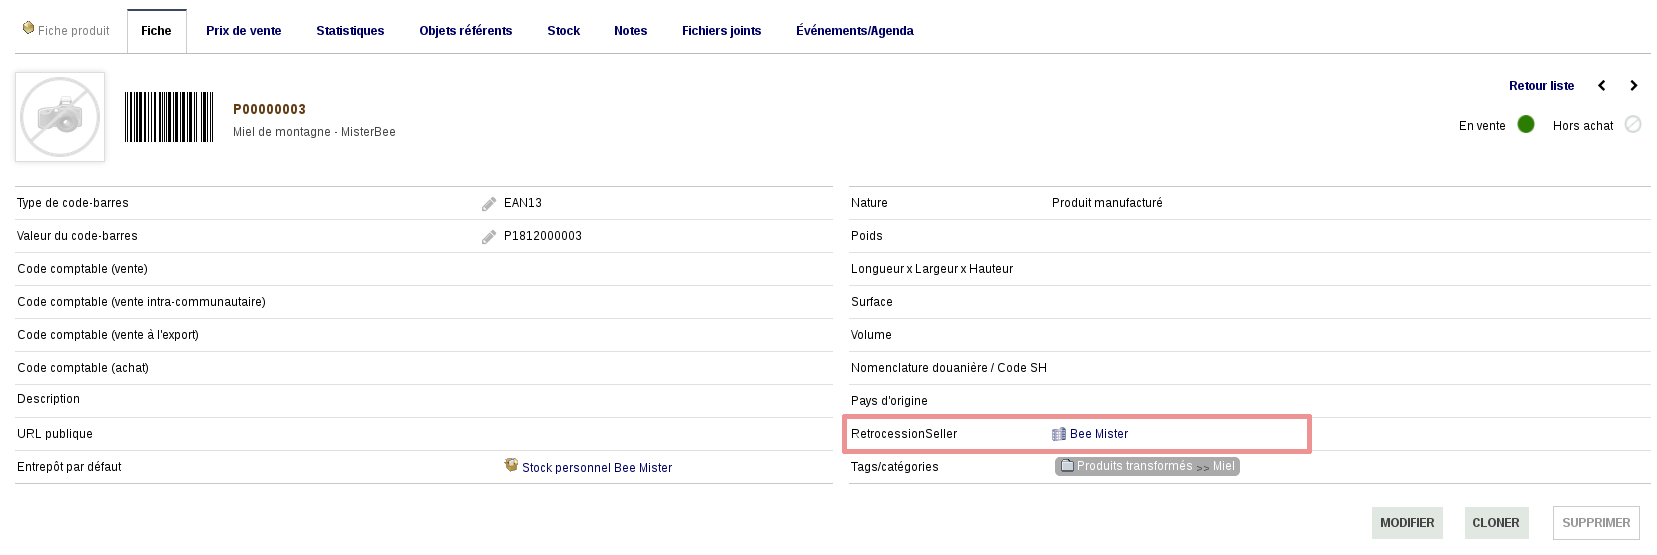 Fiche produit Fiche Prix de vente Statistiques Objets référents Stock Notes Fichiers joints Événements/Agenda
Retour liste
P00000003
Miel de montagne - MisterBee
En vente Hors achat
Type de code-barres EAN13
Valeur du code-barres P1812000003
Code comptable (vente)
Code comptable (vente intra-communautaire)
Code comptable (vente à l'export)
Code comptable (achat)
Description
URL publique
Entrepôt par défaut Stock personnel Bee Mister
Nature Produit manufacturé
Poids
Longueur x Largeur x Hauteur
Surface
Volume
Nomenclature douanière / Code SH
Pays d'origine
RetrocessionSeller Bee Mister
Tags/catégories Produits transformés >> Miel
MODIFIER CLONER SUPPRIMER